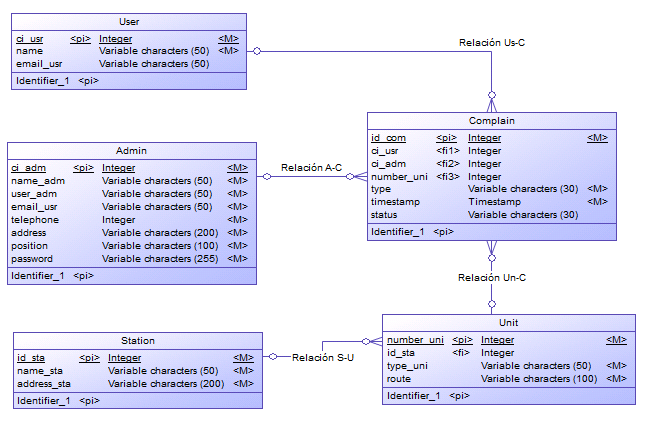 User
ci_usr <pi> Integer <M>
name Variable characters (50) <M>
email_usr Variable characters (50)
Identifier_1 <pi>
Relación Us-C
Complain
id_com <pi> Integer <M>
ci_usr <fi1> Integer
ci_adm <fi2> Integer
number_uni <fi3> Integer
type Variable characters (30) <M>
timestamp Timestamp <M>
status Variable characters (30)
Identifier_1 <pi>
Admin
ci_adm <pi> Integer <M>
name_adm Variable characters (50) <M>
user_adm Variable characters (50) <M>
email_usr Variable characters (50) <M>
telephone Integer <M>
address Variable characters (200) <M>
position Variable characters (100) <M>
password Variable characters (255) <M>
Identifier_1 <pi>
Relación A-C
Relación Un-C
Station
id_sta <pi> Integer <M>
name_sta Variable characters (50) <M>
address_sta Variable characters (200) <M>
Identifier_1 <pi>
Relación S-U
Unit
number_uni <pi> Integer <M>
id_sta <fi> Integer
type_uni Variable characters (50) <M>
route Variable characters (100) <M>
Identifier_1 <pi>